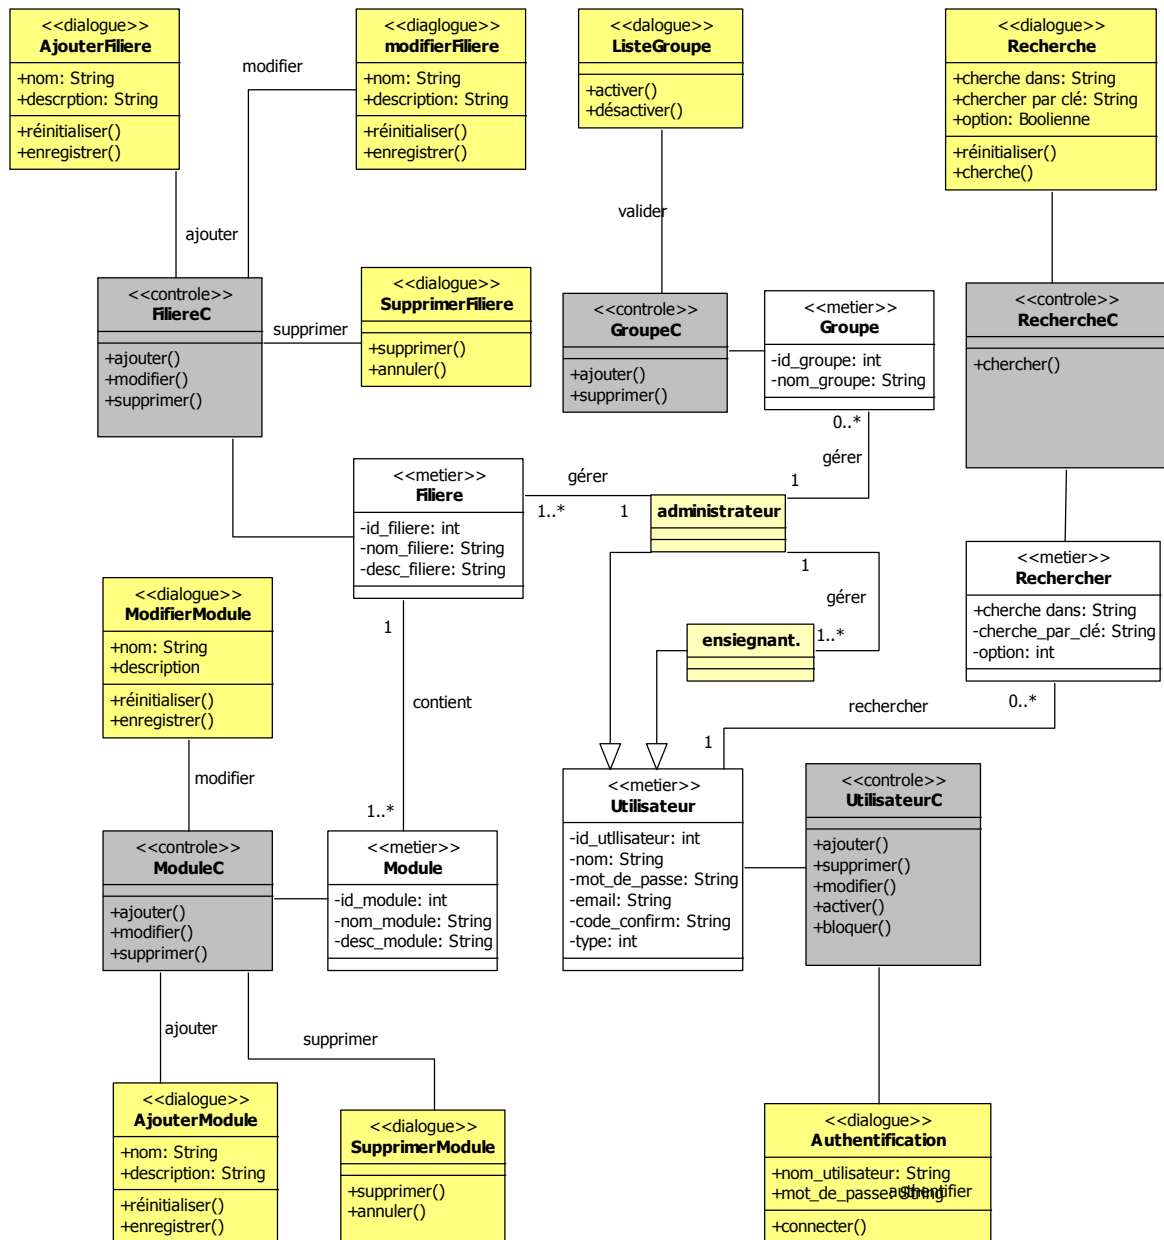 <<dialogue>>
AjouterFiliere
+nom: String
+descrption: String
+réinitialiser()
+enregistrer()
<<diaglogue>>
modifierFiliere
+nom: String
+description: String
+réinitialiser()
+enregistrer()
modifier
<<dalogue>>
ListeGroupe
+activer()
+désactiver()
<<dialogue>>
Recherche
+cherche dans: String
+chercher par clé: String
+option: Boolienne
+réinitialiser()
+cherche()
ajouter
valider
<<controle>>
FiliereC
+ajouter()
+modifier()
+supprimer()
supprimer
<<dialogue>>
SupprimerFiliere
+supprimer()
+annuler()
<<controle>>
GroupeC
+ajouter()
+supprimer()
<<metier>>
Groupe
-id_groupe: int
-nom_groupe: String
<<controle>>
RechercheC
+chercher()
0..*
gérer
1
<<metier>>
Filiere
-id_filiere: int
-nom_filiere: String
-desc_filiere: String
gérer
1..*
1
administrateur
1
gérer
1..*
ensiegnant.
<<metier>>
Rechercher
+cherche dans: String
-cherche_par_clé: String
-option: int
0..*
rechercher
1
<<dialogue>>
ModifierModule
+nom: String
+description
+réinitialiser()
+enregistrer()
modifier
1
contient
1..*
<<controle>>
ModuleC
+ajouter()
+modifier()
+supprimer()
<<metier>>
Module
-id_module: int
-nom_module: String
-desc_module: String
<<metier>>
Utilisateur
-id_utllisateur: int
-nom: String
-mot_de_passe: String
-email: String
-code_confirm: String
-type: int
<<controle>>
UtilisateurC
+ajouter()
+supprimer()
+modifier()
+activer()
+bloquer()
ajouter
supprimer
<<dialogue>>
AjouterModule
+nom: String
+description: String
+réinitialiser()
+enregistrer()
<<dialogue>>
SupprimerModule
+supprimer()
+annuler()
<<dialogue>>
Authentification
+nom_utilisateur: String
+mot_de_passe: String
authentifier
+connecter()